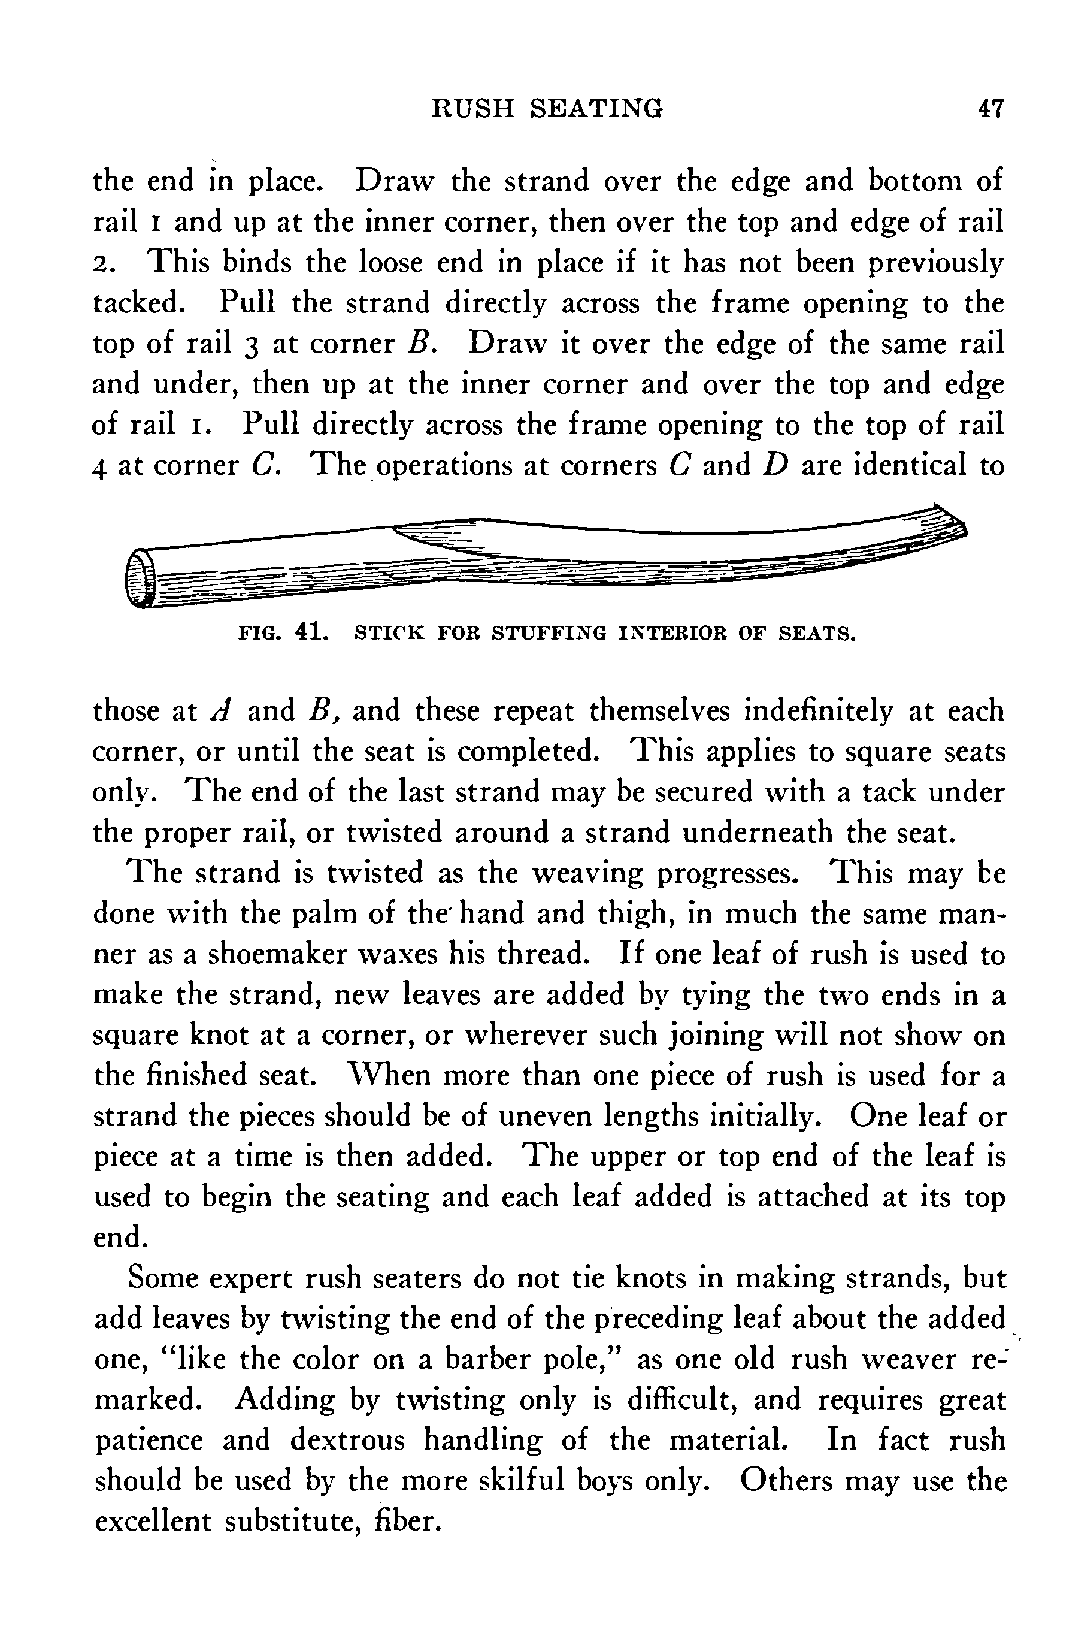 RUSH SEATING 47
the end in place. Draw the strand over the edge and bottom of
rail 1 and up at the inner corner, then over the top and edge of rail
2. This binds the loose end in place if it has not been previously
tacked. Pull the strand directly across the frame opening to the
top of rail 3 at corner B. Draw it over the edge of the same rail
and under, then up at the inner corner and over the top and edge
of rail 1. Pull directly across the frame opening to the top of rail
4 at corner C. The operations at corners C and D are identical to
FIG. 41. STICK FOR STUFFING INTERIOR OF SEATS.
those at A and B, and these repeat themselves indefinitely at each
corner, or until the seat is completed. This applies to square seats
only. The end of the last strand may be secured with a tack under
the proper rail, or twisted around a strand underneath the seat.
The strand is twisted as the weaving progresses. This may be
done with the palm of the hand and thigh, in much the same man-
ner as a shoemaker waxes his thread. If one leaf of rush is used to
make the strand, new leaves are added by tying the two ends in a
square knot at a corner, or wherever such joining will not show on
the finished seat. When more than one piece of rush is used for a
strand the pieces should be of uneven lengths initially. One leaf or
piece at a time is then added. The upper or top end of the leaf is
used to begin the seating and each leaf added is attached at its top
end.
Some expert rush seaters do not tie knots in making strands, but
add leaves by twisting the end of the preceding leaf about the added
one, "like the color on a barber pole," as one old rush weaver re-
marked. Adding by twisting only is difficult, and requires great
patience and dextrous handling of the material. In fact rush
should be used by the more skilful boys only. Others may use the
excellent substitute, fiber.